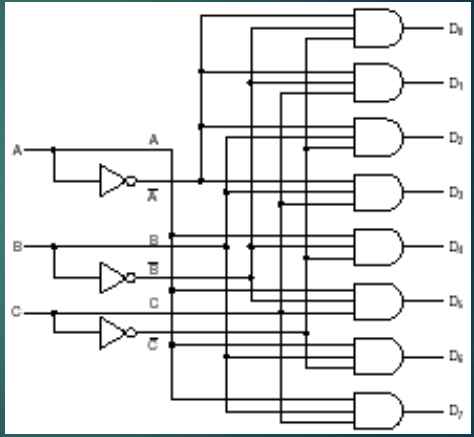 D₀
D₁
A A D₂
A̅ D₃
B B D₄
B̅
C C D₅
C̅ D₆
D₇